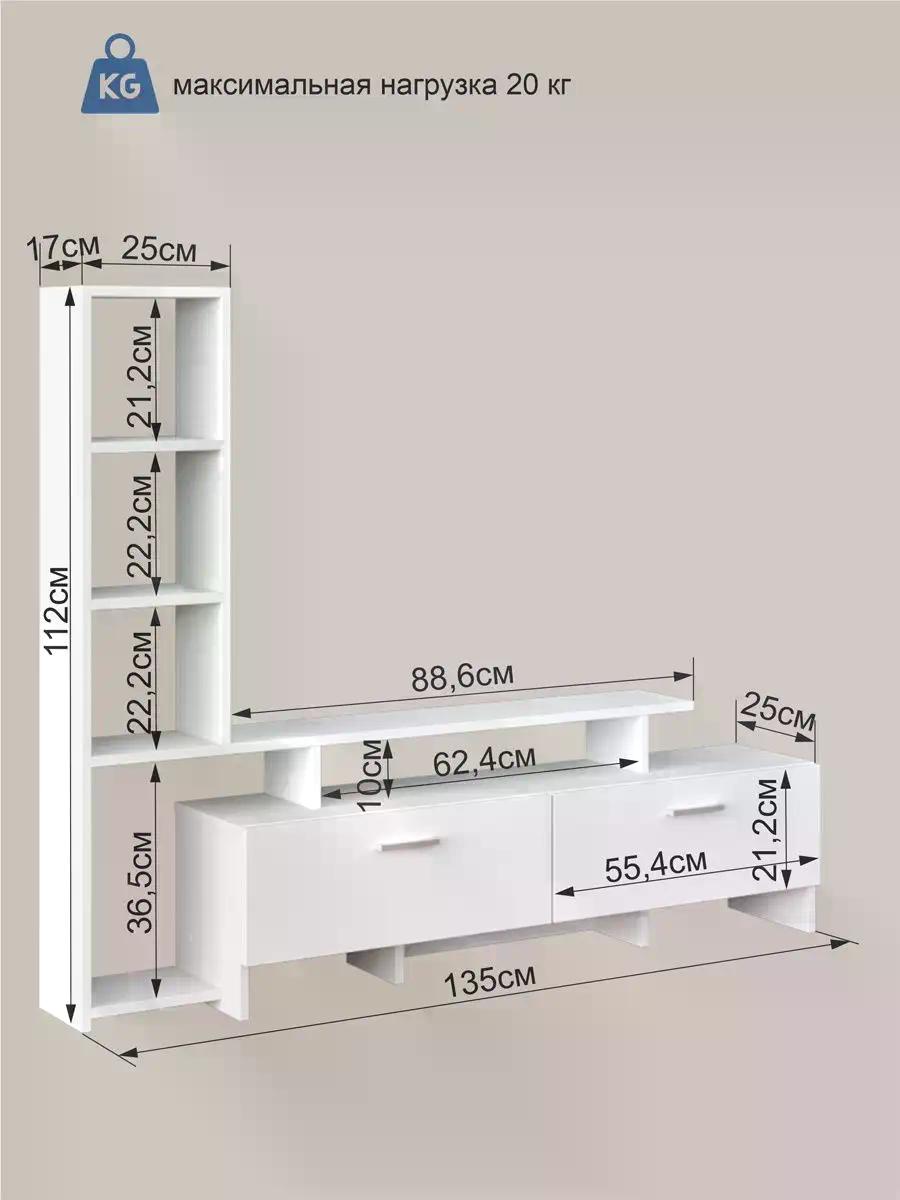 KG
максимальная нагрузка 20 кг
17см
25см
21,2см
22,2см
112см
22,2см
88,6см
25см
10см
62,4см
21,2см
36,5см
55,4см
135см